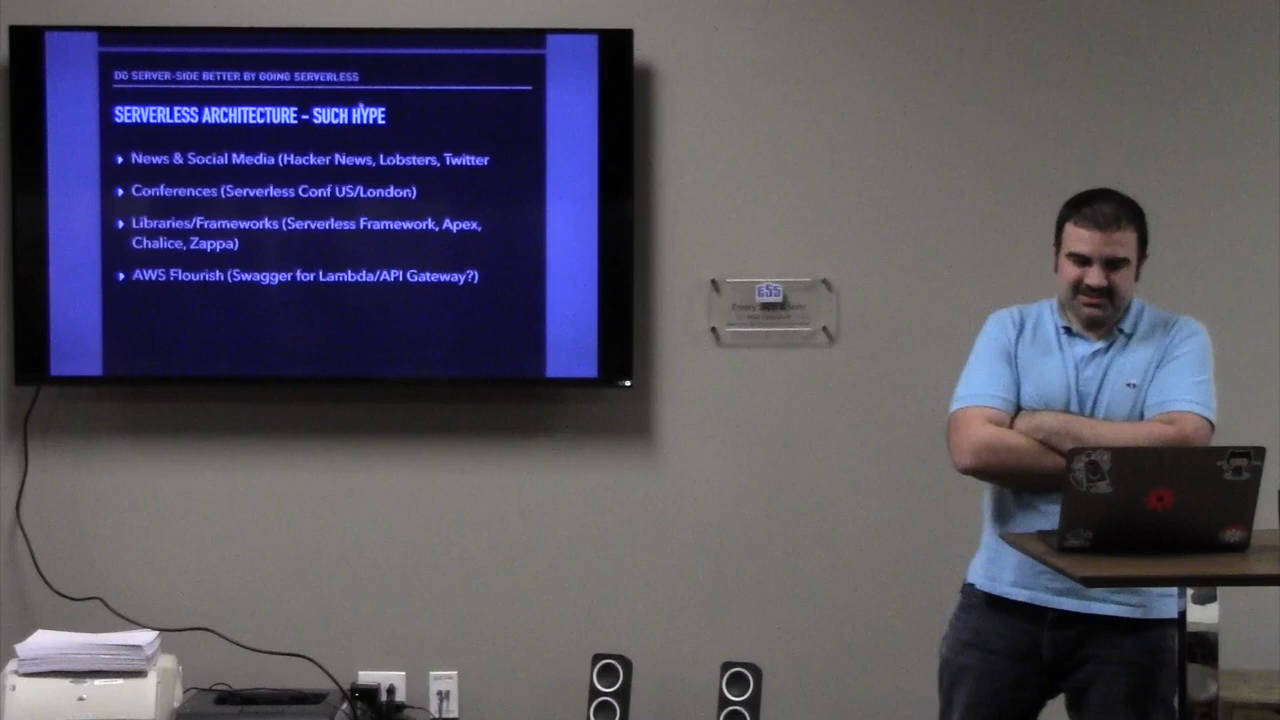 DO SERVER-SIDE BETTER BY GOING SERVERLESS
SERVERLESS ARCHITECTURE – SUCH HYPE
News & Social Media (Hacker News, Lobsters, Twitter
Conferences (Serverless Conf US/London)
Libraries/Frameworks (Serverless Framework, Apex,
Chalice, Zappa)
AWS Flourish (Swagger for Lambda/API Gateway?)
ESS